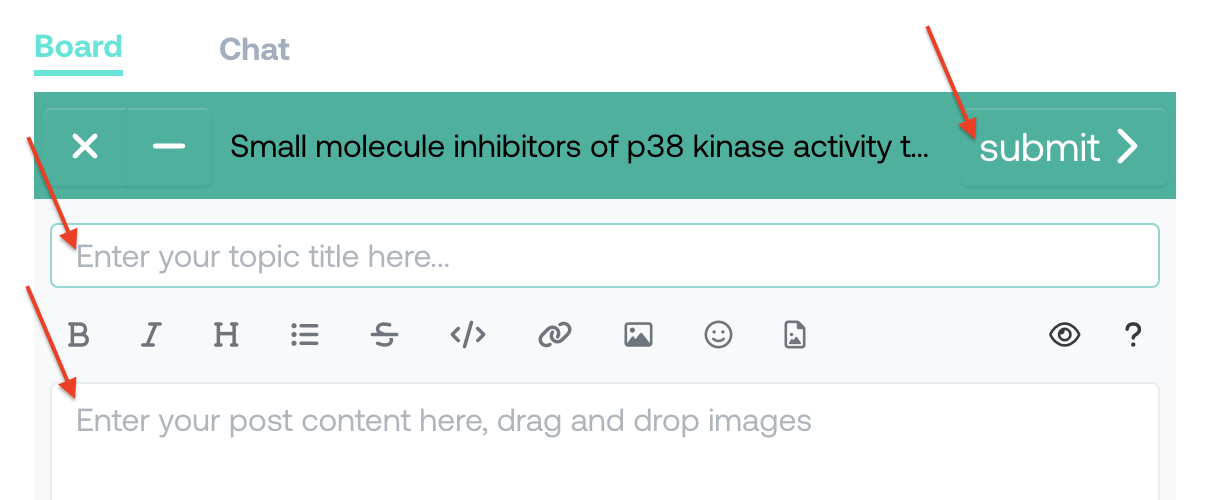 Board
Chat
Small molecule inhibitors of p38 kinase activity t...
submit
Enter your topic title here...
B I H S </> ?
Enter your post content here, drag and drop images